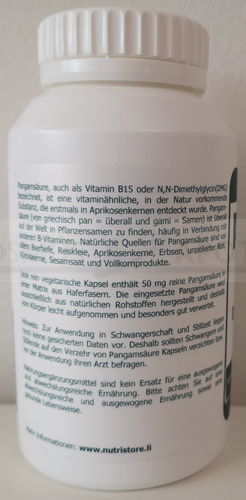 Pangamsäure, auch als Vitamin B15 oder N,N-Dimethylglycin(DMG)
bezeichnet, ist eine vitaminähnliche, in der Natur vorkommende
Substanz, die erstmals in Aprikosenkernen entdeckt wurde. Pangam-
säure (von griechisch pan = überall und gami = Samen) ist überall
auf der Welt in Pflanzensamen zu finden, häufig in Verbindung mit
anderen B-Vitaminen. Natürliche Quellen für Pangamsäure sind vor
allem Bierhefe, Reiskleie, Aprikosenkerne, Erbsen, unpolierter Reis,
Kürbiskerne, Sesamsaat und Vollkornprodukte.
Jede rein vegetarische Kapsel enthält 50 mg reine Pangamsäure in
einer Matrix aus Haferfasern. Die eingesetzte Pangamsäure wird
ausschließlich aus natürlichen Rohstoffen hergestellt und deshalb
vom Körper leicht aufgenommen und besonders gut verwertet.
Hinweis: Zur Anwendung in Schwangerschaft und Stillzeit liegen
noch keine gesicherten Daten vor. Deshalb sollten Schwangere und
Stillende auf den Verzehr von Pangamsäure Kapseln verzichten bzw.
vor der Anwendung ihren Arzt befragen.
Nahrungsergänzungsmittel sind kein Ersatz für eine ausgewogene
und abwechslungsreiche Ernährung. Bitte achten Sie auf eine
abwechslungsreiche und ausgewogene Ernährung sowie eine
gesunde Lebensweise.
Mehr Informationen: www.nutristore.li